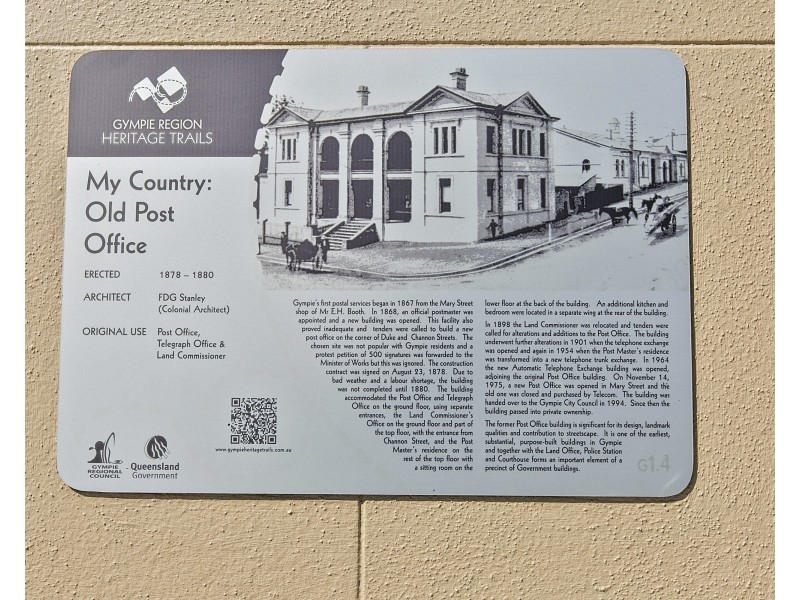 GYMPIE REGION
HERITAGE TRAILS
My Country:
Old Post
Office
ERECTED 1878 – 1880
ARCHITECT FDG Stanley
(Colonial Architect)
ORIGINAL USE Post Office,
Telegraph Office &
Land Commissioner
www.gympieheritagetrails.com.au
GYMPIE
REGIONAL
COUNCIL
Queensland
Government
Gympie's first postal services began in 1867 from the Mary Street
shop of Mr E.H. Booth. In 1868, an official postmaster was
appointed and a new building was opened. This facility also
proved inadequate and tenders were called to build a new
post office on the corner of Duke and Channon Streets. The
chosen site was not popular with Gympie residents and a
protest petition of 500 signatures was forwarded to the
Minister of Works but this was ignored. The construction
contract was signed on August 23, 1878. Due to
bad weather and a labour shortage, the building
was not completed until 1880. The building
accommodated the Post Office and Telegraph
Office on the ground floor, using separate
entrances, the Land Commissioner's
Office on the ground floor and part of
the top floor, with the entrance from
Channon Street, and the Post
Master's residence on the
rest of the top floor with
a sitting room on the
lower floor at the back of the building. An additional kitchen and
bedroom were located in a separate wing at the rear of the building.
In 1898 the Land Commissioner was relocated and tenders were
called for alterations and additions to the Post Office. The building
underwent further alterations in 1901 when the telephone exchange
was opened and again in 1954 when the Post Master's residence
was transformed into a new telephone trunk exchange. In 1964
the new Automatic Telephone Exchange building was opened,
adjoining the original Post Office building. On November 14,
1975, a new Post Office was opened in Mary Street and the
old one was closed and purchased by Telecom. The building was
handed over to the Gympie City Council in 1994. Since then the
building passed into private ownership.
The former Post Office building is significant for its design, landmark
qualities and contribution to streetscape. It is one of the earliest,
substantial, purpose-built buildings in Gympie
and together with the Land Office, Police Station
and Courthouse forms an important element of a
precinct of Government buildings.
G1.4